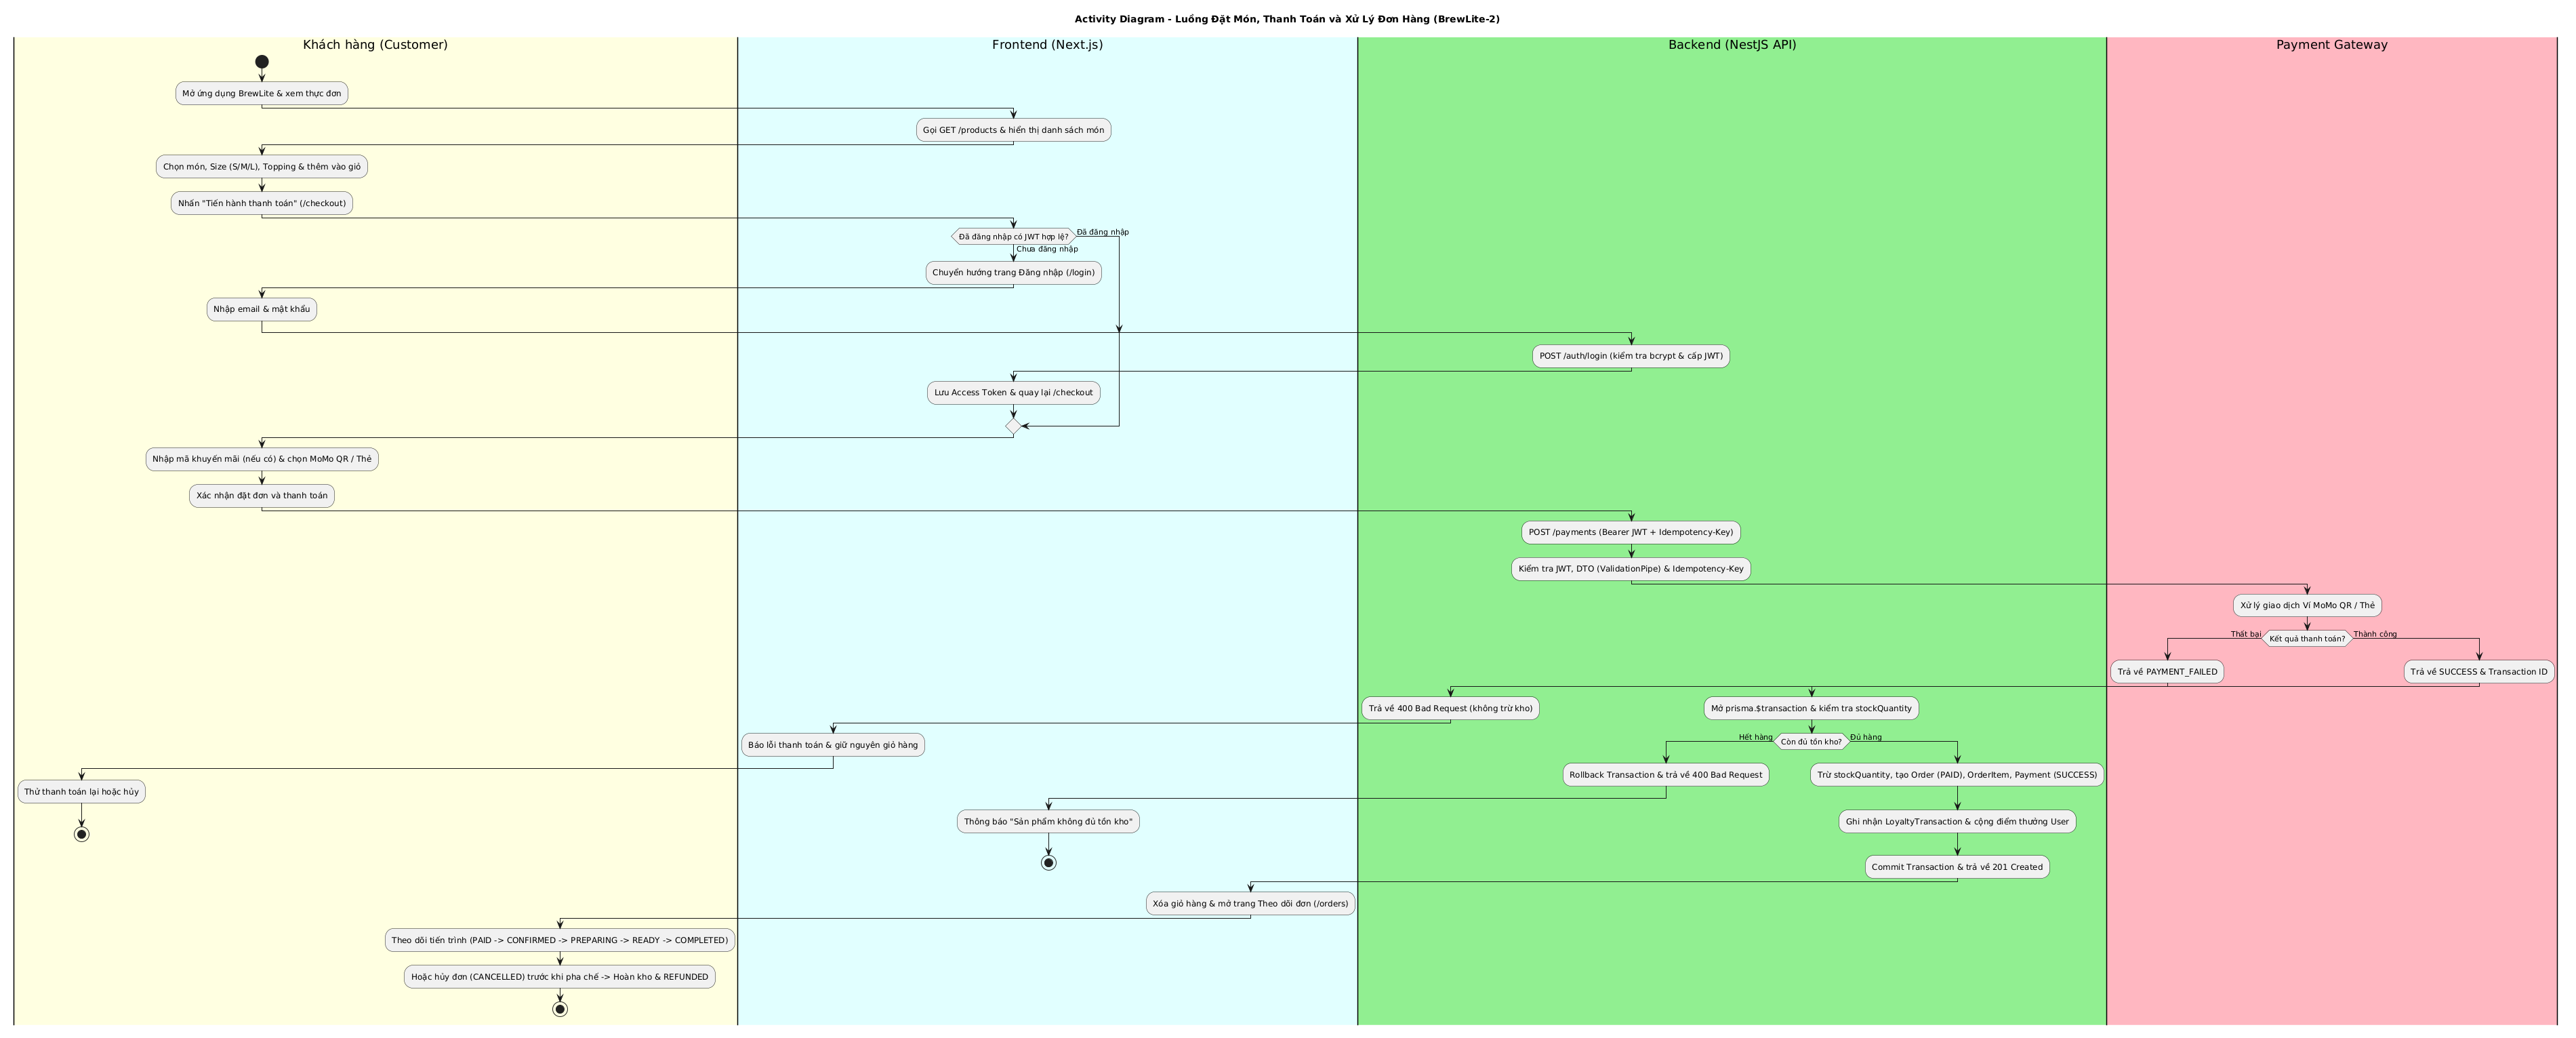 Activity Diagram - Luồng Đặt Món, Thanh Toán và Xử Lý Đơn Hàng (BrewLite-2)
Khách hàng (Customer)
Frontend (Next.js)
Backend (NestJS API)
Payment Gateway
Mở ứng dụng BrewLite & xem thực đơn
Gọi GET /products & hiển thị danh sách món
Chọn món, Size (S/M/L), Topping & thêm vào giỏ
Nhấn "Tiến hành thanh toán" (/checkout)
Đã đăng nhập có JWT hợp lệ?
Đã đăng nhập
Chưa đăng nhập
Chuyển hướng trang Đăng nhập (/login)
Nhập email & mật khẩu
POST /auth/login (kiểm tra bcrypt & cấp JWT)
Lưu Access Token & quay lại /checkout
Nhập mã khuyến mãi (nếu có) & chọn MoMo QR / Thẻ
Xác nhận đặt đơn và thanh toán
POST /payments (Bearer JWT + Idempotency-Key)
Kiểm tra JWT, DTO (ValidationPipe) & Idempotency-Key
Xử lý giao dịch Ví MoMo QR / Thẻ
Thất bại
Kết quả thanh toán?
Thành công
Trả về PAYMENT_FAILED
Trả về SUCCESS & Transaction ID
Trả về 400 Bad Request (không trừ kho)
Mở prisma.$transaction & kiểm tra stockQuantity
Báo lỗi thanh toán & giữ nguyên giỏ hàng
Hết hàng
Còn đủ tồn kho?
Đủ hàng
Thử thanh toán lại hoặc hủy
Rollback Transaction & trả về 400 Bad Request
Trừ stockQuantity, tạo Order (PAID), OrderItem, Payment (SUCCESS)
Thông báo "Sản phẩm không đủ tồn kho"
Ghi nhận LoyaltyTransaction & cộng điểm thưởng User
Commit Transaction & trả về 201 Created
Xóa giỏ hàng & mở trang Theo dõi đơn (/orders)
Theo dõi tiến trình (PAID -> CONFIRMED -> PREPARING -> READY -> COMPLETED)
Hoặc hủy đơn (CANCELLED) trước khi pha chế -> Hoàn kho & REFUNDED